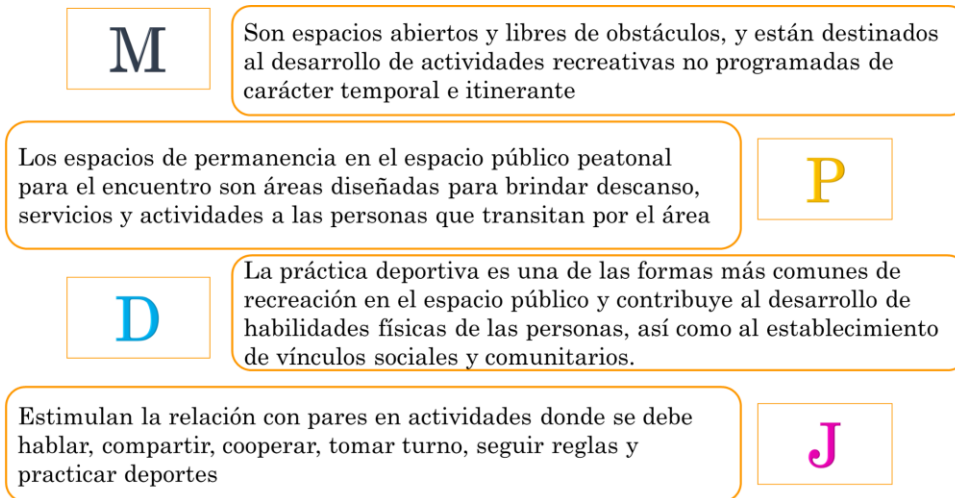 M
Son espacios abiertos y libres de obstáculos, y están destinados
al desarrollo de actividades recreativas no programadas de
carácter temporal e itinerante
Los espacios de permanencia en el espacio público peatonal
para el encuentro son áreas diseñadas para brindar descanso,
servicios y actividades a las personas que transitan por el área
P
D
La práctica deportiva es una de las formas más comunes de
recreación en el espacio público y contribuye al desarrollo de
habilidades físicas de las personas, así como al establecimiento
de vínculos sociales y comunitarios.
Estimulan la relación con pares en actividades donde se debe
hablar, compartir, cooperar, tomar turno, seguir reglas y
practicar deportes
J